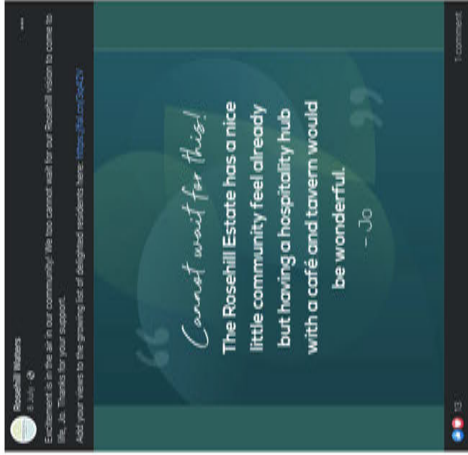 Rosehill Waters
8 July ·
Excitement is in the air in our community! We too cannot wait for our Rosehill vision to come to
life, Jo. Thanks for your support.
Add your views to the growing list of delighted residents here:
...
“
Cannot wait for this!
The Rosehill Estate has a nice
little community feel already
but having a hospitality hub
with a café and tavern would
be wonderful.
– Jo
”
13
1 comment